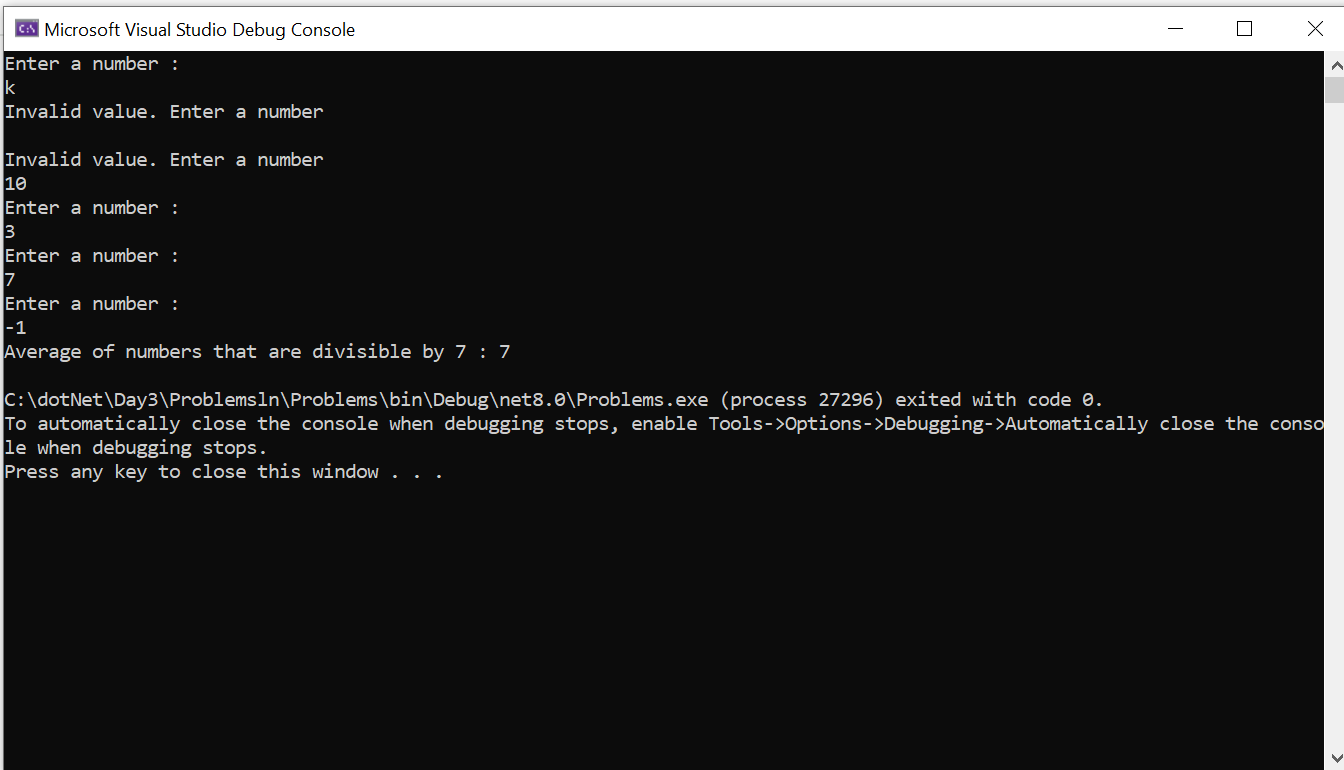 Microsoft Visual Studio Debug Console
Enter a number :
k
Invalid value. Enter a number

Invalid value. Enter a number
10
Enter a number :
3
Enter a number :
7
Enter a number :
-1
Average of numbers that are divisible by 7 : 7

C:\dotNet\Day3\Problemsln\Problems\bin\Debug\net8.0\Problems.exe (process 27296) exited with code 0.
To automatically close the console when debugging stops, enable Tools->Options->Debugging->Automatically close the conso
le when debugging stops.
Press any key to close this window . . .